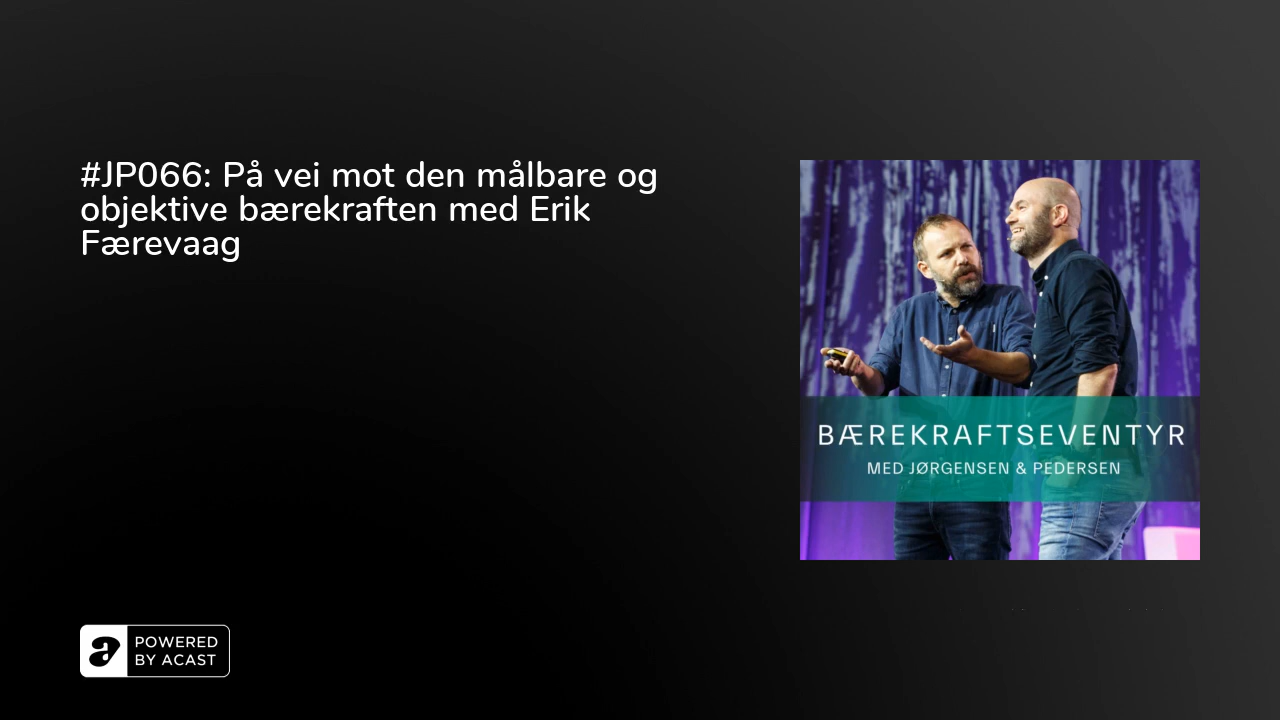 #JP066: På vei mot den målbare og
objektive bærekraften med Erik
Færevaag
BÆREKRAFTSEVENTYR
MED JØRGENSEN & PEDERSEN
POWERED
BY ACAST